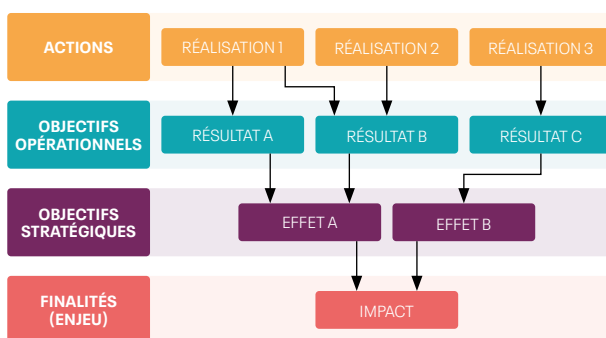 ACTIONS
RÉALISATION 1
RÉALISATION 2
RÉALISATION 3
OBJECTIFS
OPÉRATIONNELS
RÉSULTAT A
RÉSULTAT B
RÉSULTAT C
OBJECTIFS
STRATÉGIQUES
EFFET A
EFFET B
FINALITÉS
(ENJEU)
IMPACT